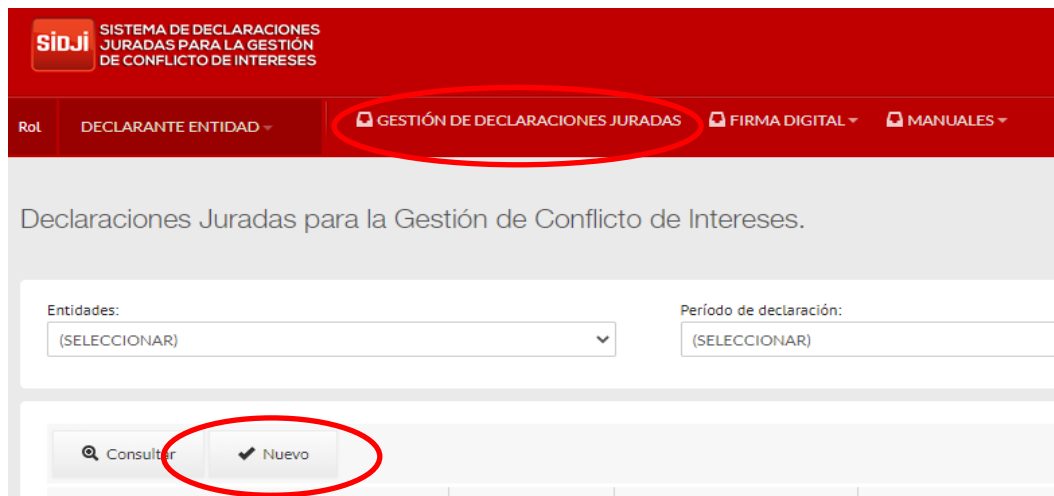 SiDJi
SISTEMA DE DECLARACIONES
JURADAS PARA LA GESTIÓN
DE CONFLICTO DE INTERESES
Rol DECLARANTE ENTIDAD GESTIÓN DE DECLARACIONES JURADAS FIRMA DIGITAL MANUALES
Declaraciones Juradas para la Gestión de Conflicto de Intereses.
Entidades: Período de declaración:
(SELECCIONAR) (SELECCIONAR)
Consultar Nuevo